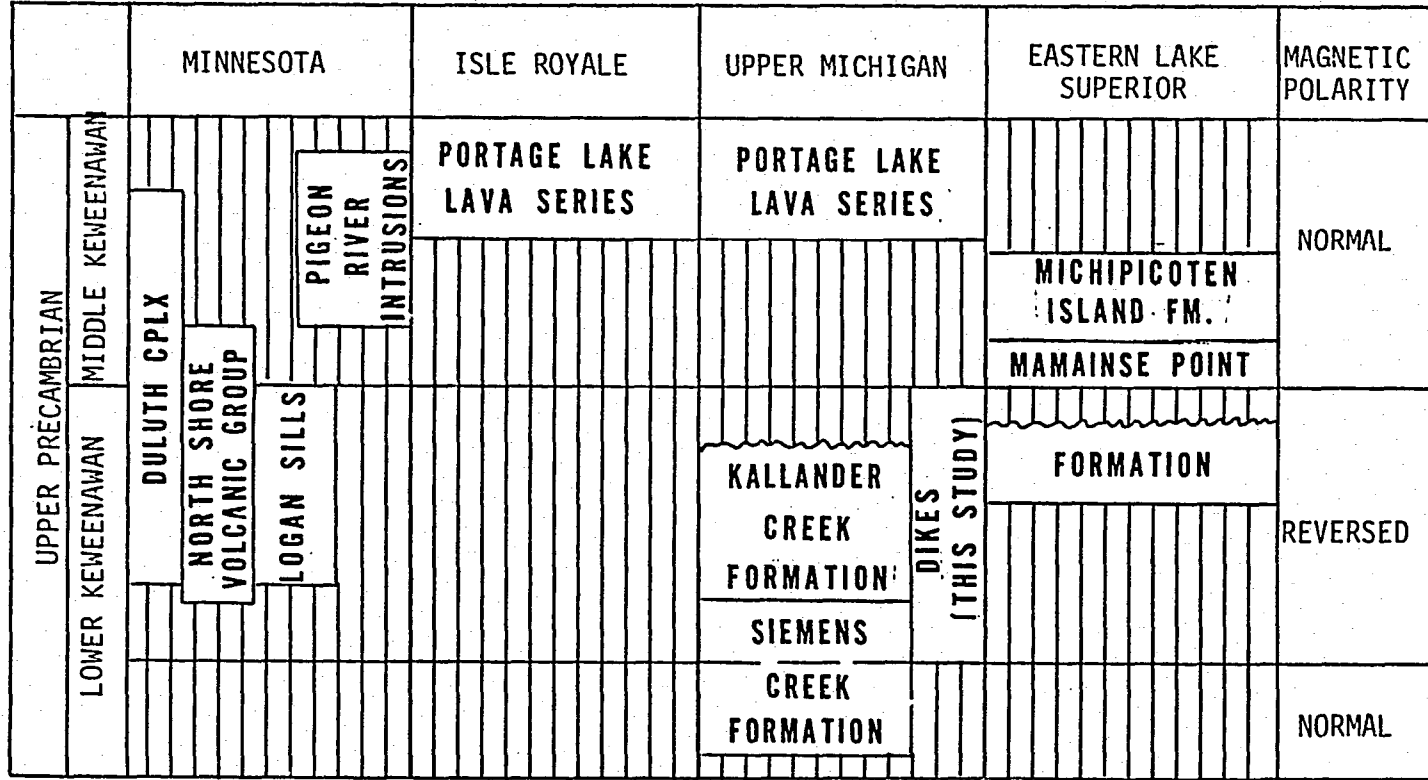 MINNESOTA
ISLE ROYALE
UPPER MICHIGAN
EASTERN LAKE
SUPERIOR
MAGNETIC
POLARITY
UPPER PRECAMBRIAN
MIDDLE KEWEENAWAN
LOWER KEWEENAWAN
DULUTH CPLX
NORTH SHORE
VOLCANIC GROUP
LOGAN SILLS
PIGEON
RIVER
INTRUSIONS
PORTAGE LAKE
LAVA SERIES
PORTAGE LAKE
LAVA SERIES
KALLANDER
CREEK
FORMATION
SIEMENS
CREEK
FORMATION
DIKES
(THIS STUDY)
MICHIPICOTEN
ISLAND FM.
MAMAINSE POINT
FORMATION
NORMAL
REVERSED
NORMAL